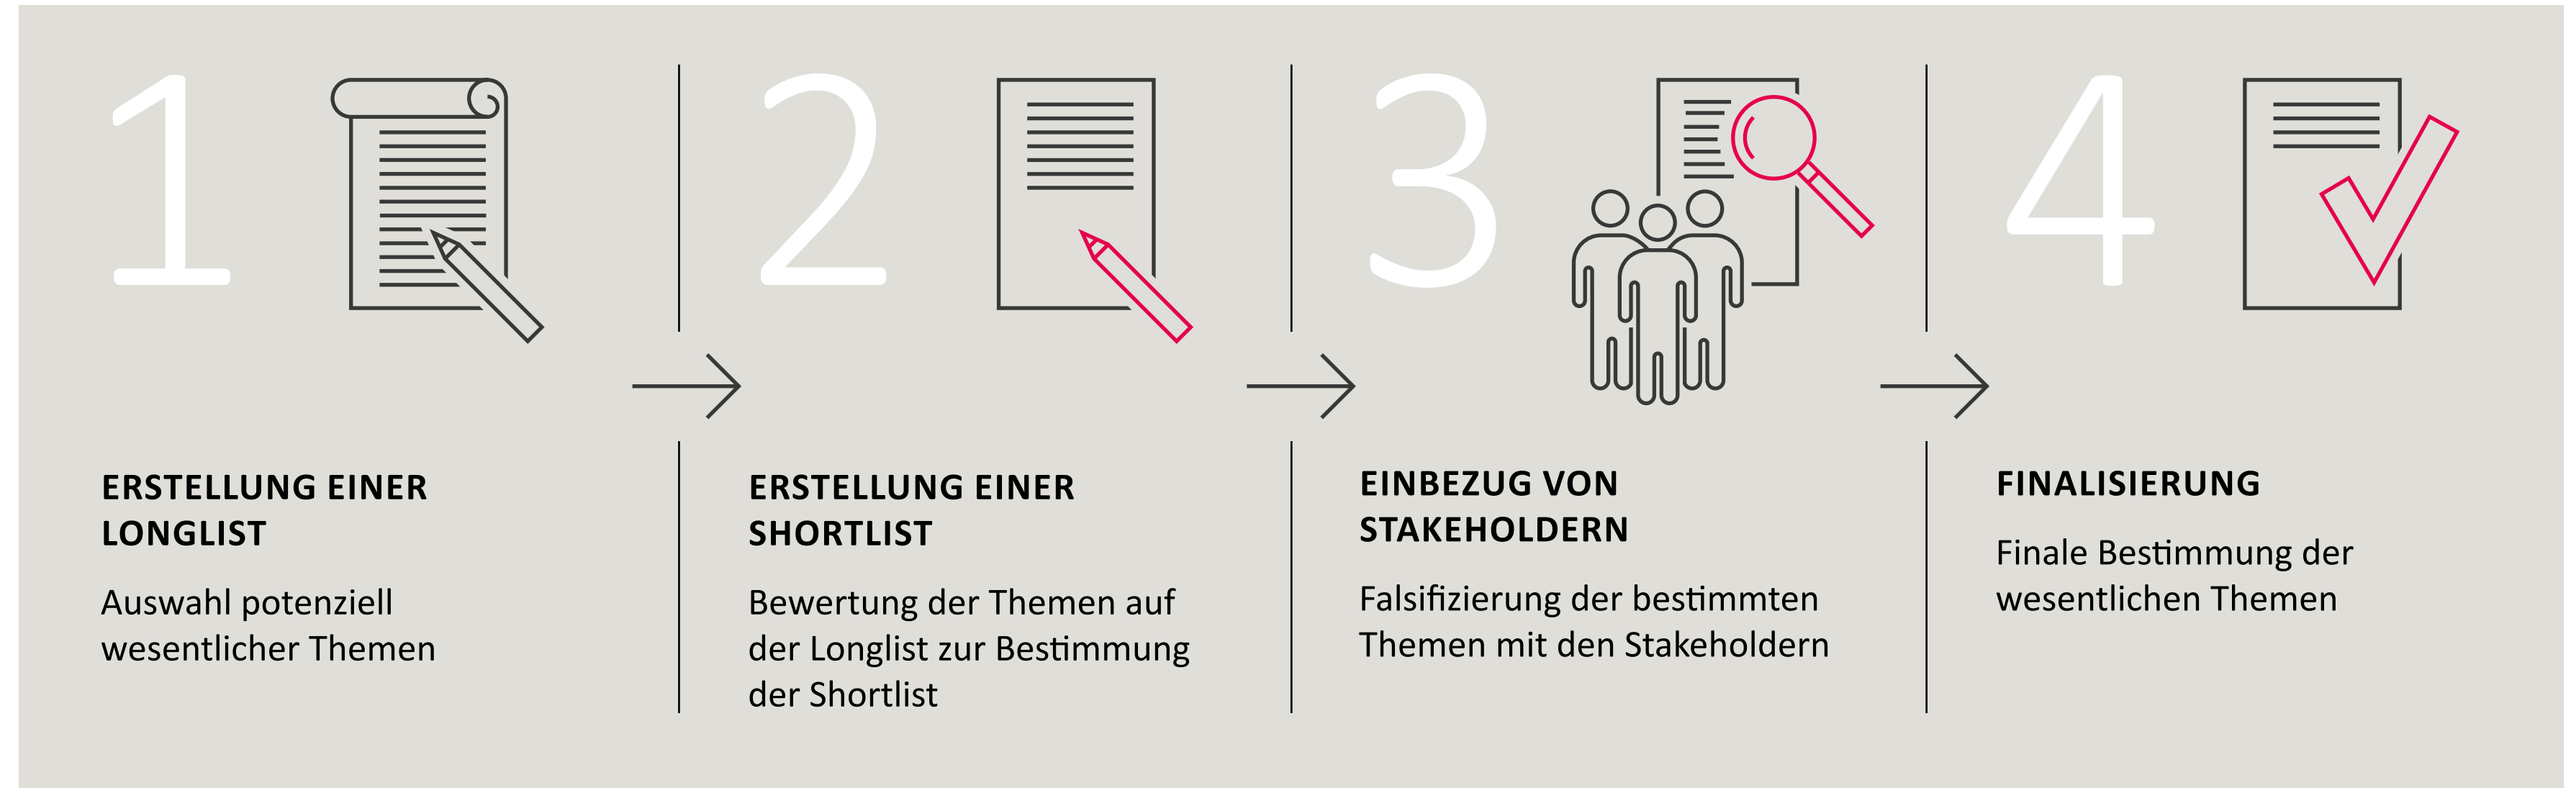 1
ERSTELLUNG EINER
LONGLIST
Auswahl potenziell
wesentlicher Themen
2
ERSTELLUNG EINER
SHORTLIST
Bewertung der Themen auf
der Longlist zur Bestimmung
der Shortlist
3
EINBEZUG VON
STAKEHOLDERN
Falsifizierung der bestimmten
Themen mit den Stakeholdern
4
FINALISIERUNG
Finale Bestimmung der
wesentlichen Themen